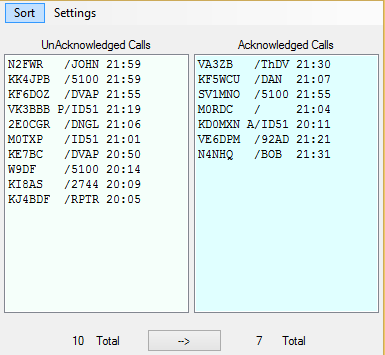 Sort Settings
UnAcknowledged Calls Acknowledged Calls
N2FWR /JOHN 21:59
KK4JPB /5100 21:59
KF6DOZ /DVAP 21:55
VK3BBB P/ID51 21:19
2E0CGR /DNGL 21:06
M0TXP /ID51 21:01
KE7BC /DVAP 20:50
W9DF /5100 20:14
KI8AS /2744 20:09
KJ4BDF /RPTR 20:05
VA3ZB /ThDV 21:30
KF5WCU /DAN 21:07
SV1MNO /5100 21:55
M0RDC / 21:04
KD0MXN A/ID51 20:11
VE6DPM /92AD 21:21
N4NHQ /BOB 21:31
10 Total --> 7 Total